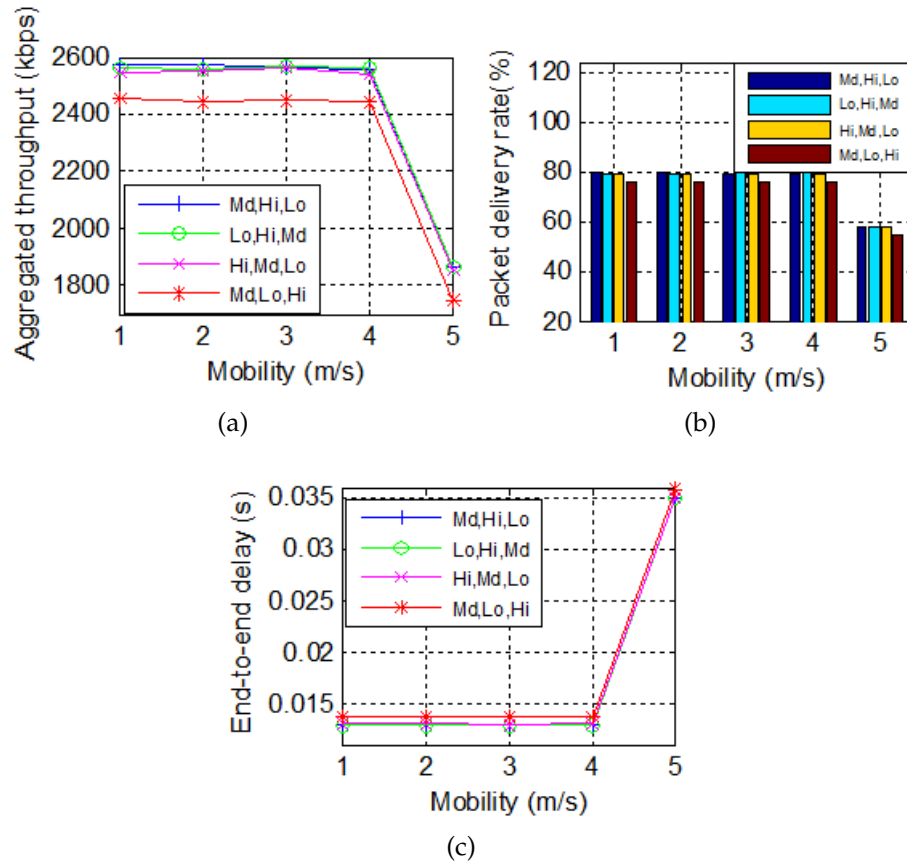 Aggregated throughput (kbps)
2600
2400
2200
2000
1800
Md,Hi,Lo
Lo,Hi,Md
Hi,Md,Lo
Md,Lo,Hi
1 2 3 4 5
Mobility (m/s)
(a)
Packet delivery rate(%)
120
100
80
60
40
20
Md,Hi,Lo
Lo,Hi,Md
Hi,Md,Lo
Md,Lo,Hi
1 2 3 4 5
Mobility (m/s)
(b)
End-to-end delay (s)
0.035
0.03
0.025
0.02
0.015
Md,Hi,Lo
Lo,Hi,Md
Hi,Md,Lo
Md,Lo,Hi
1 2 3 4 5
Mobility (m/s)
(c)